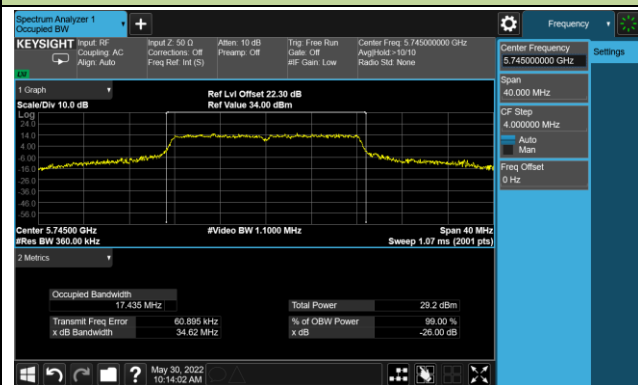 Spectrum Analyzer 1
Occupied BW
+
Frequency
KEYSIGHT
Input: RF
Coupling: AC
Align: Auto
Input Z: 50 Ω
Corrections: Off
Freq Ref: Int (S)
Atten: 10 dB
Preamp: Off
Trig: Free Run
Gate: Off
#IF Gain: Low
Center Freq: 5.745000000 GHz
Avg|Hold:>10/10
Radio Std: None
Center Frequency
5.745000000 GHz
Settings
Span
40.000 MHz
CF Step
4.000000 MHz
Auto
Man
Freq Offset
0 Hz
1 Graph
Scale/Div 10.0 dB
Ref Lvl Offset 22.30 dB
Ref Value 34.00 dBm
Log
24.0
14.0
4.00
-6.00
-16.0
-26.0
-36.0
-46.0
-56.0
Center 5.74500 GHz
#Video BW 1.1000 MHz
Span 40 MHz
#Res BW 360.00 kHz
Sweep 1.07 ms (2001 pts)
2 Metrics
Occupied Bandwidth
17.435 MHz
Total Power 29.2 dBm
Transmit Freq Error 60.895 kHz
% of OBW Power 99.00 %
x dB Bandwidth 34.62 MHz
x dB -26.00 dB
?
May 30, 2022
10:14:02 AM